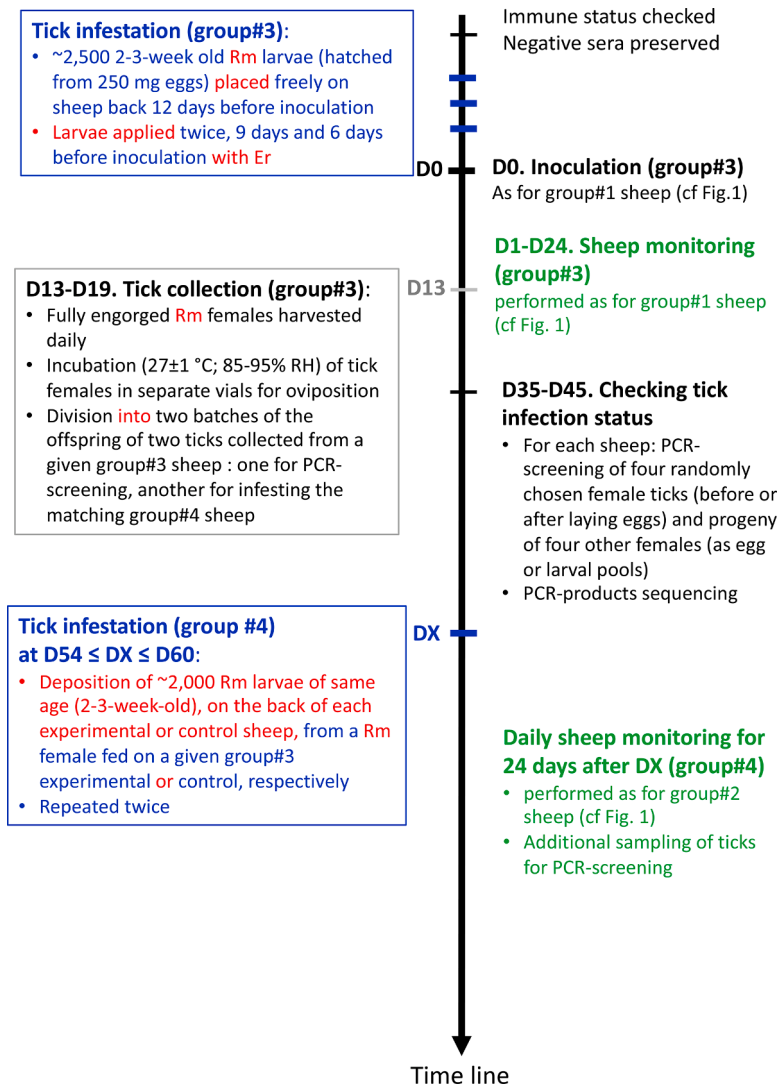 Immune status checked
Negative sera preserved
Tick infestation (group#3):
• ~2,500 2-3-week old Rm larvae (hatched
from 250 mg eggs) placed freely on
sheep back 12 days before inoculation
• Larvae applied twice, 9 days and 6 days
before inoculation with Er
D0
D0. Inoculation (group#3)
As for group#1 sheep (cf Fig.1)
D1-D24. Sheep monitoring
(group#3)
performed as for group#1 sheep
(cf Fig. 1)
D13
D13-D19. Tick collection (group#3):
• Fully engorged Rm females harvested
daily
• Incubation (27±1 °C; 85-95% RH) of tick
females in separate vials for oviposition
• Division into two batches of the
offspring of two ticks collected from a
given group#3 sheep : one for PCR-
screening, another for infesting the
matching group#4 sheep
D35-D45. Checking tick
infection status
• For each sheep: PCR-
screening of four randomly
chosen female ticks (before or
after laying eggs) and progeny
of four other females (as egg
or larval pools)
• PCR-products sequencing
DX
Tick infestation (group #4)
at D54 ≤ DX ≤ D60:
• Deposition of ~2,000 Rm larvae of same
age (2-3-week-old), on the back of each
experimental or control sheep, from a Rm
female fed on a given group#3
experimental or control, respectively
• Repeated twice
Daily sheep monitoring for
24 days after DX (group#4)
• performed as for group#2
sheep (cf Fig. 1)
• Additional sampling of ticks
for PCR-screening
Time line